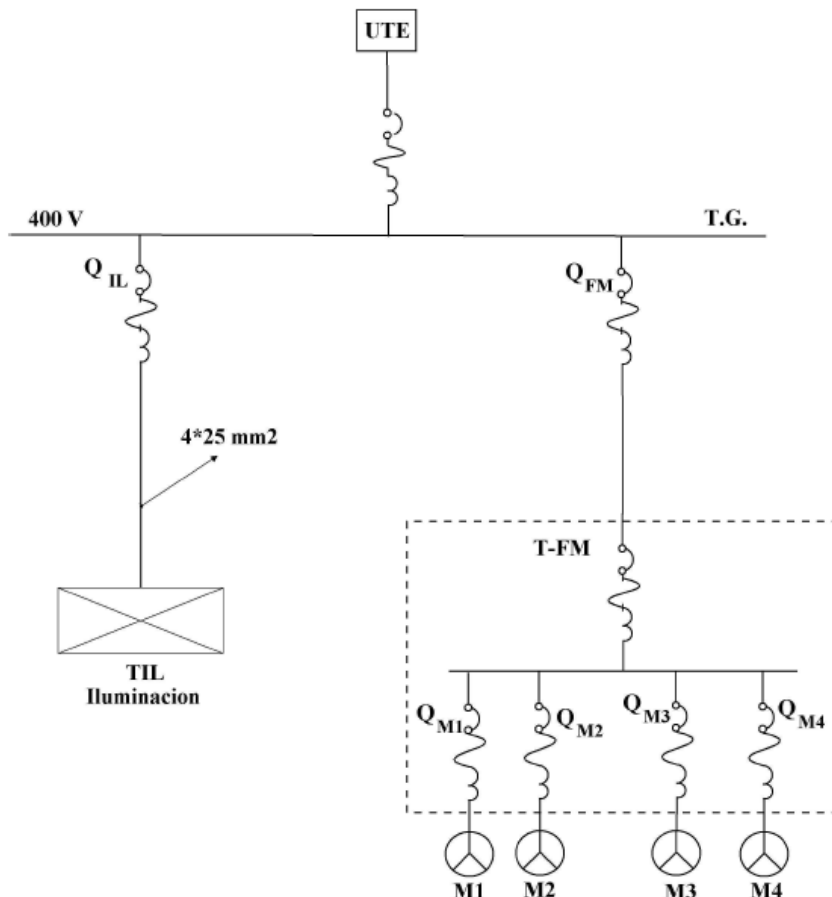 UTE
400 V
T.G.
Q IL
Q FM
4*25 mm2
T-FM
TIL
Iluminacion
Q M1
Q M2
Q M3
Q M4
M1
M2
M3
M4